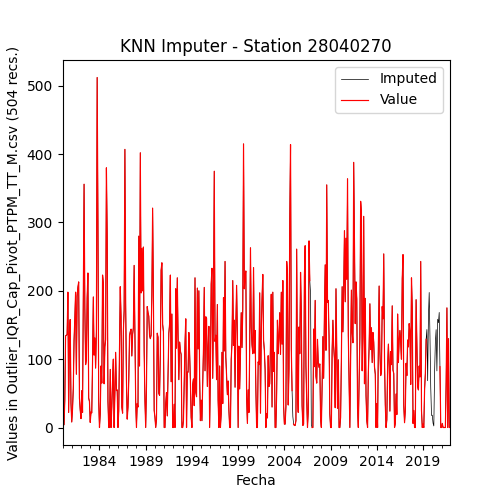 KNN Imputer - Station 28040270
Imputed
Value
Values in Outlier_IQR_Cap_Pivot_PTPM_TT_M.csv (504 recs.)
500
400
300
200
100
0
1984 1989 1994 1999 2004 2009 2014 2019
Fecha